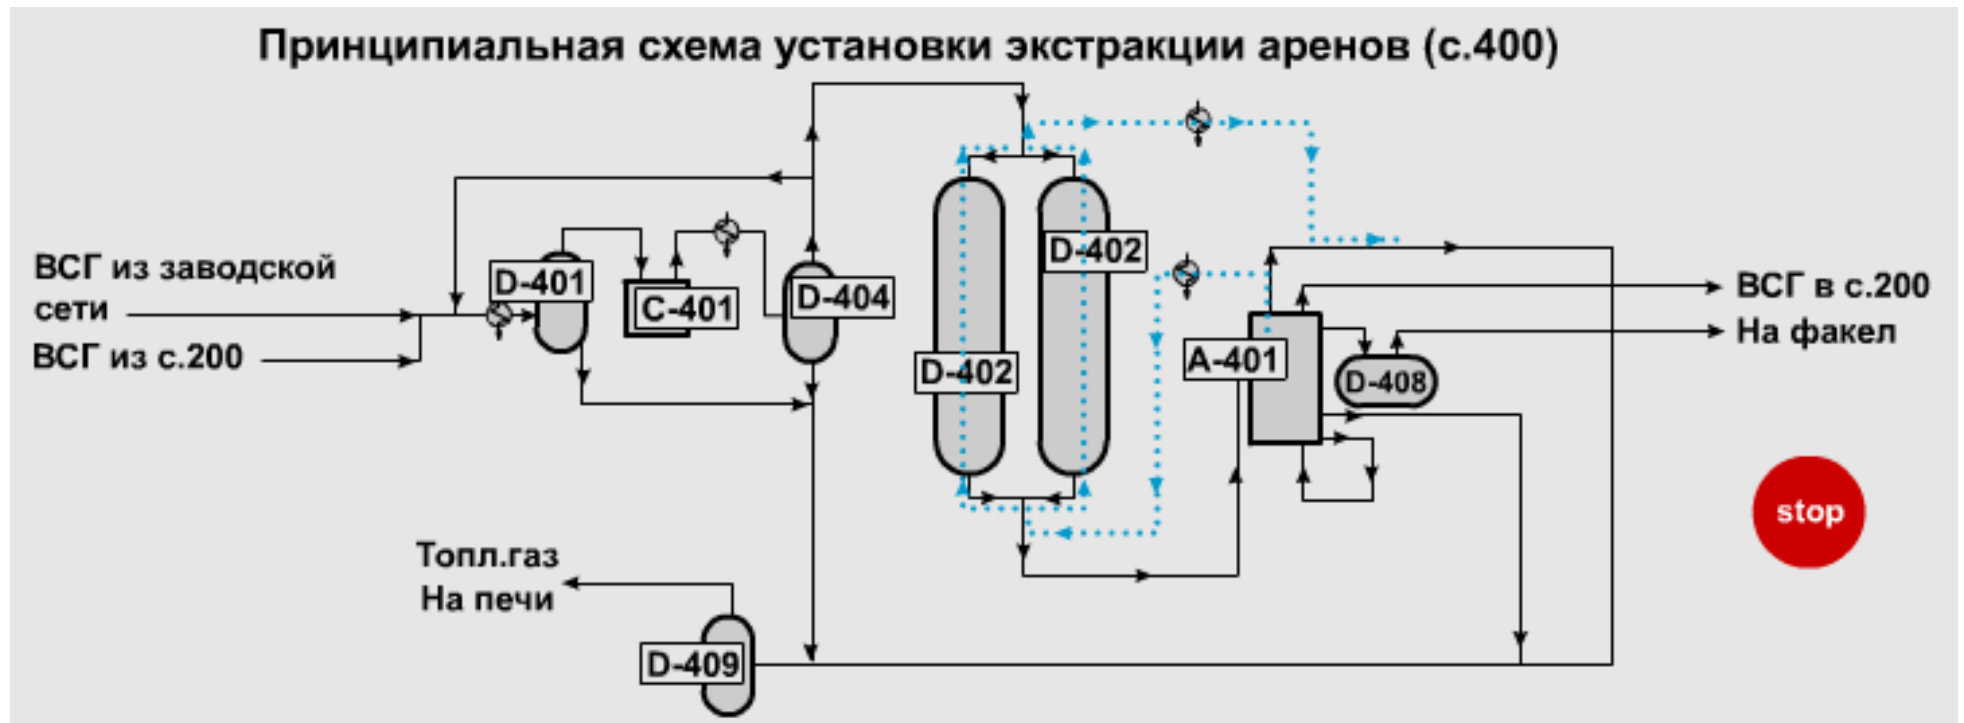 Принципиальная схема установки экстракции аренов (с.400)
ВСГ из заводской
сети
ВСГ из с.200
D-401
C-401
D-404
D-402
D-402
A-401
D-408
ВСГ в с.200
На факел
stop
Топл.газ
На печи
D-409